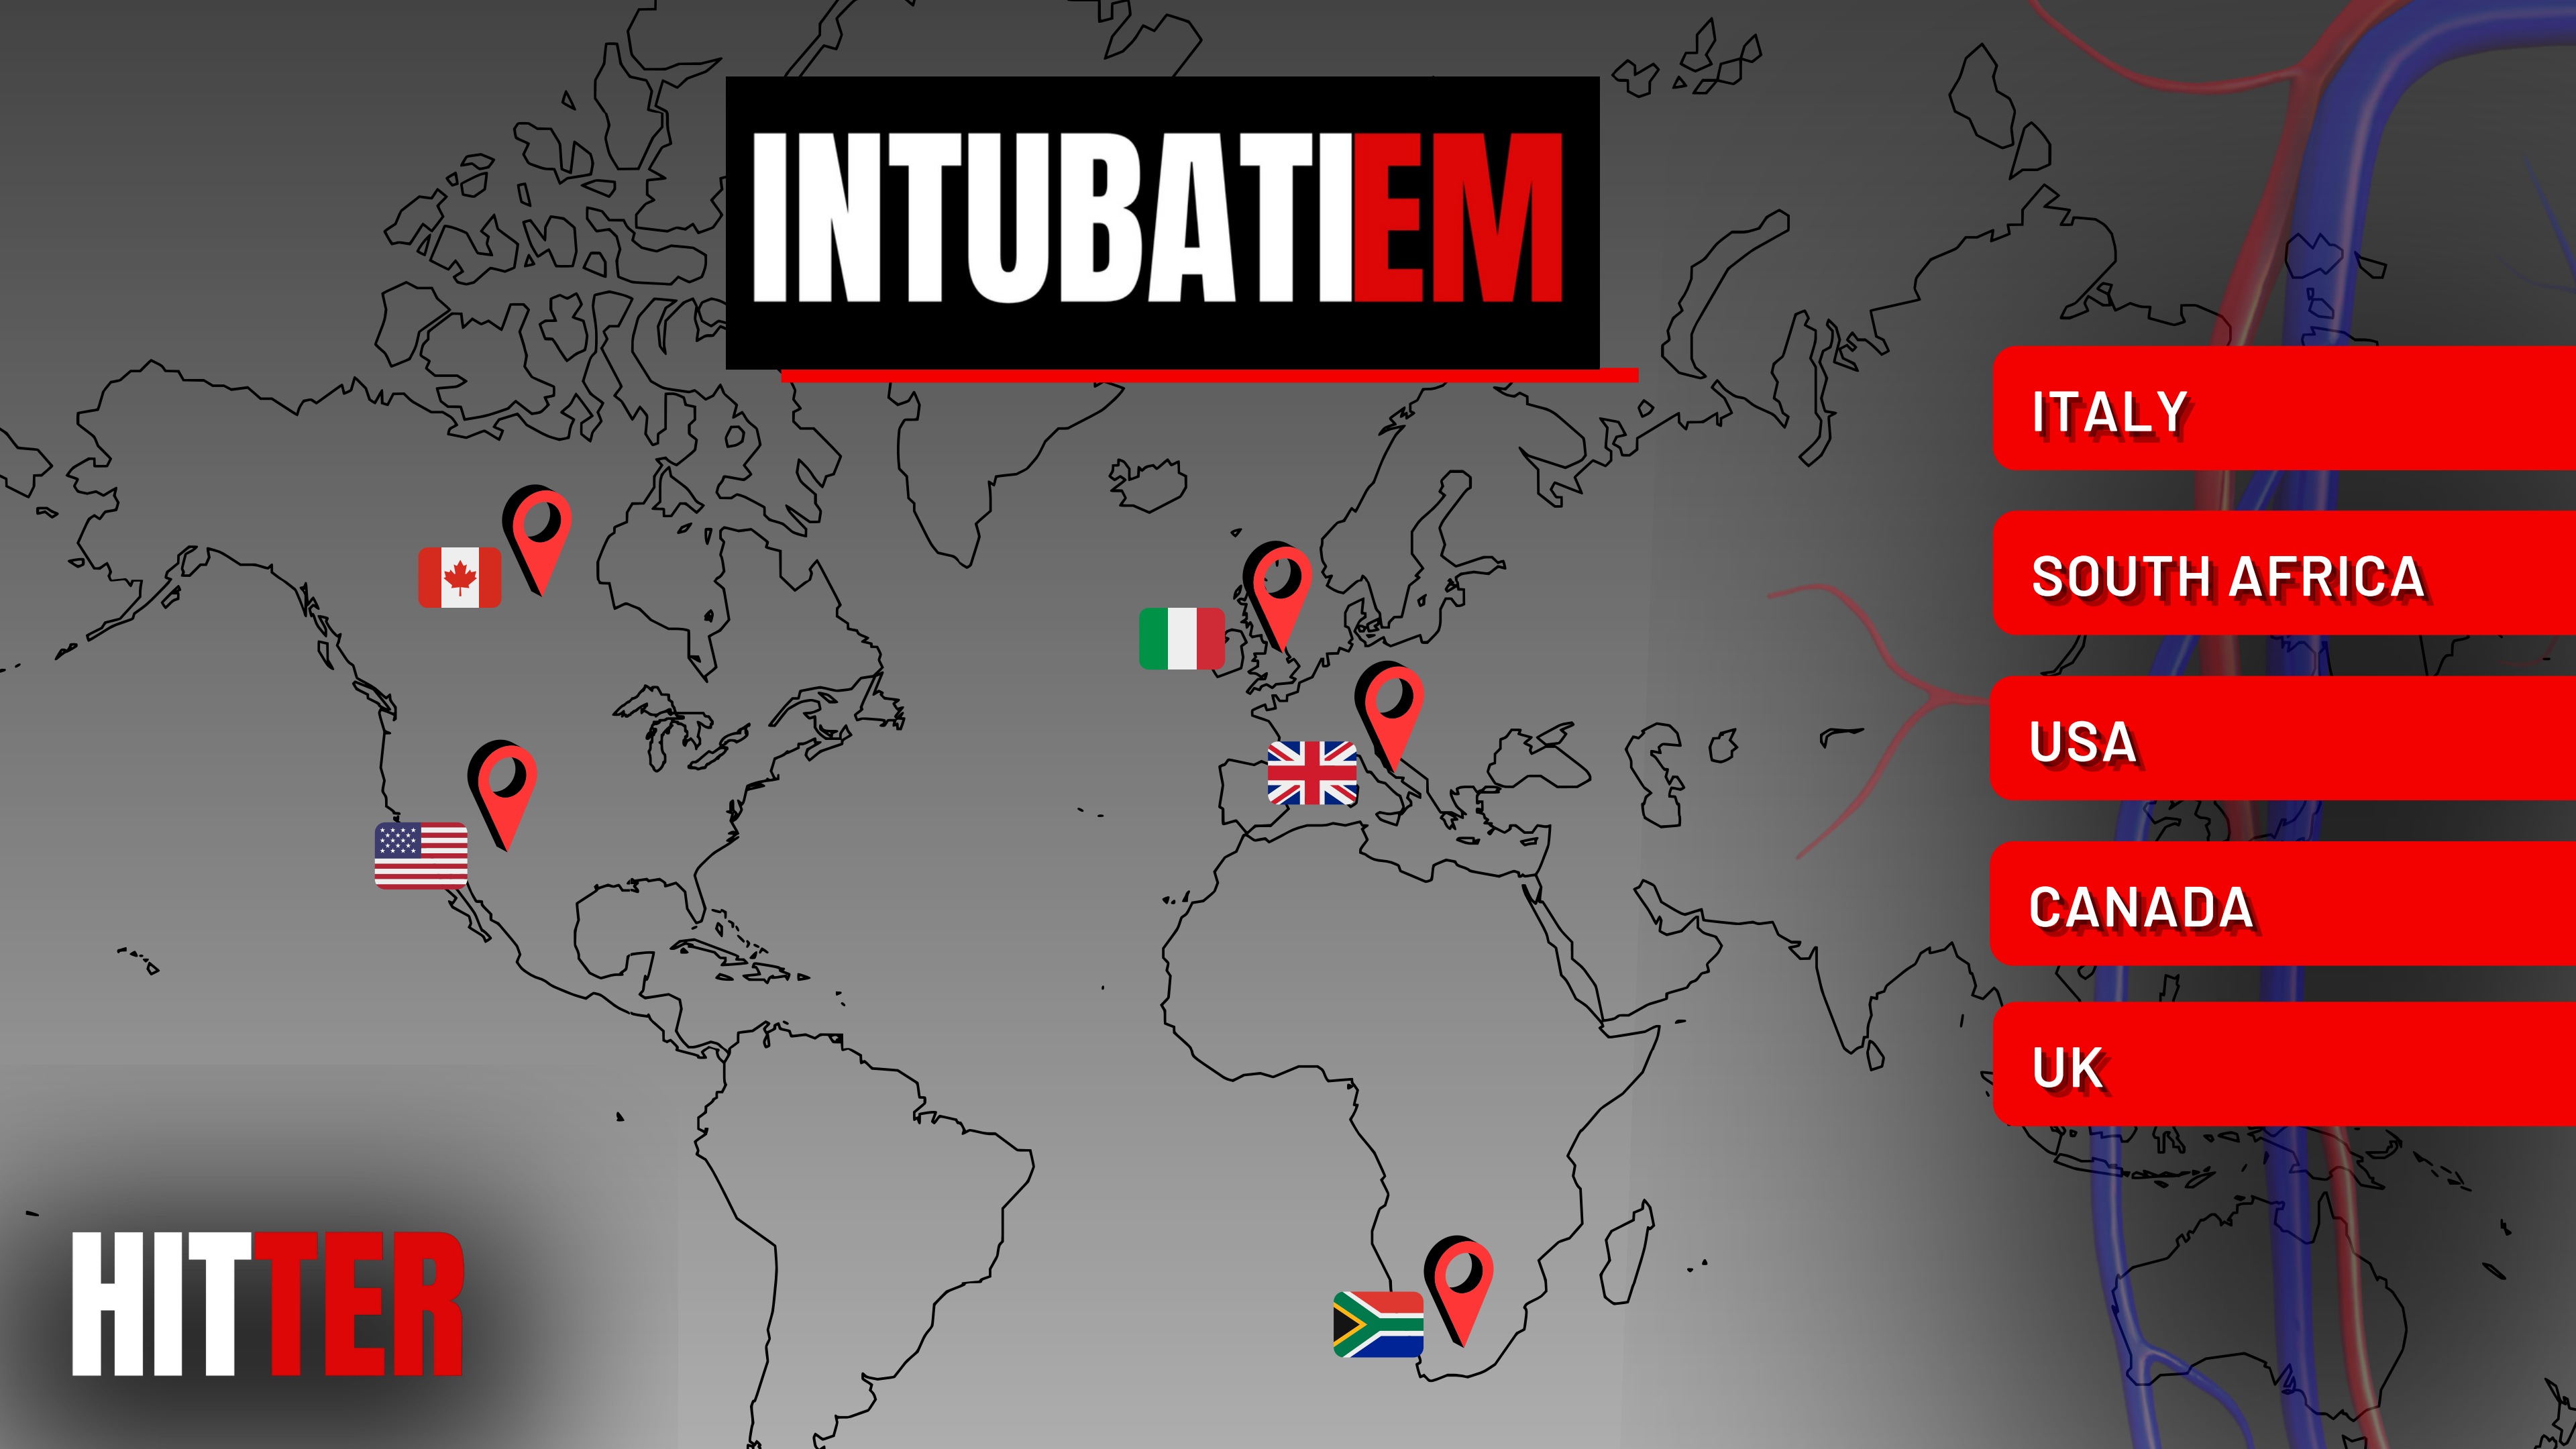 INTUBATIEM
ITALY
SOUTH AFRICA
USA
CANADA
UK
HITTER